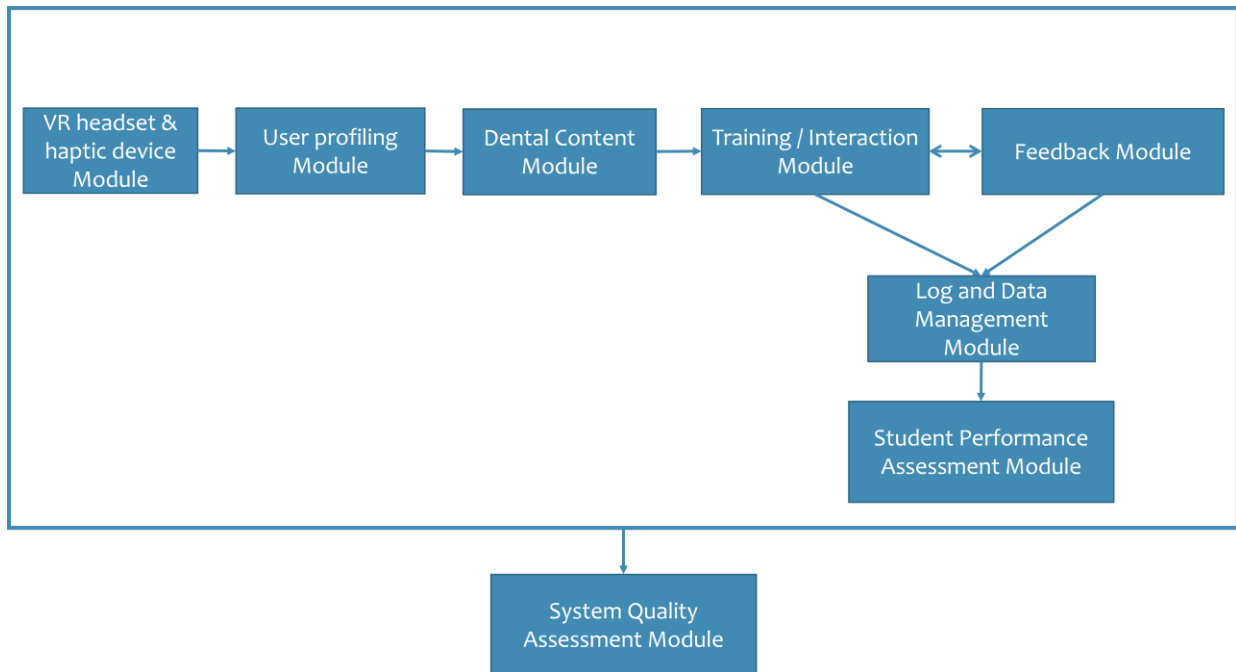 VR headset &
haptic device
Module
User profiling
Module
Dental Content
Module
Training / Interaction
Module
Feedback Module
Log and Data
Management
Module
Student Performance
Assessment Module
System Quality
Assessment Module